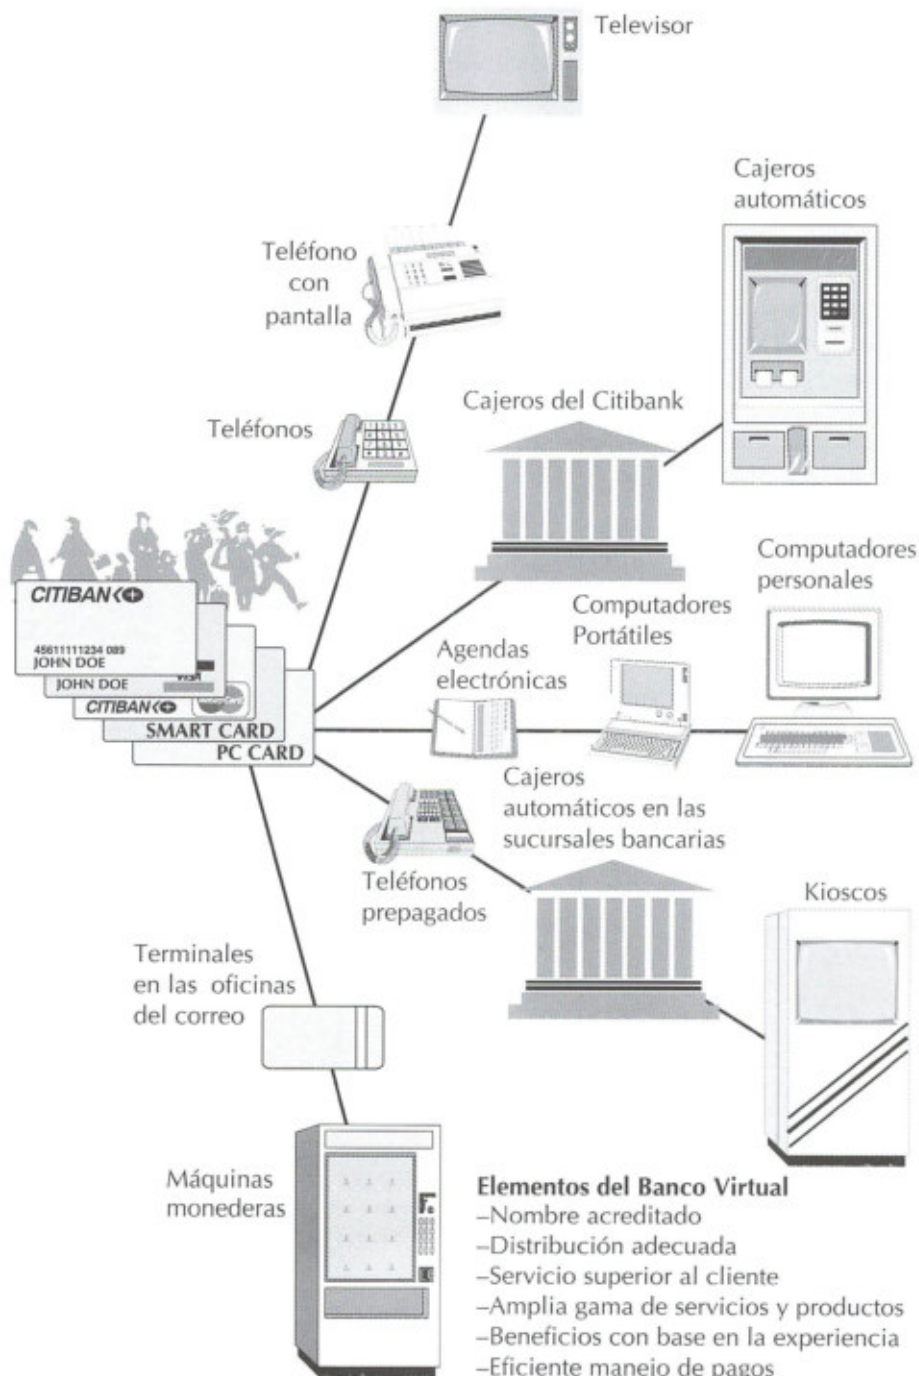 Televisor
Cajeros
automáticos
Teléfono
con
pantalla
Cajeros del Citibank
Teléfonos
Computadores
personales
CITIBANK
45611111234 089
JOHN DOE
JOHN DOE
VISA
CITIBANK
SMART CARD
PC CARD
Computadores
Portátiles
Agendas
electrónicas
Cajeros
automáticos en las
sucursales bancarias
Teléfonos
prepagados
Kioscos
Terminales
en las oficinas
del correo
Máquinas
monederas
Elementos del Banco Virtual
–Nombre acreditado
–Distribución adecuada
–Servicio superior al cliente
–Amplia gama de servicios y productos
–Beneficios con base en la experiencia
–Eficiente manejo de pagos